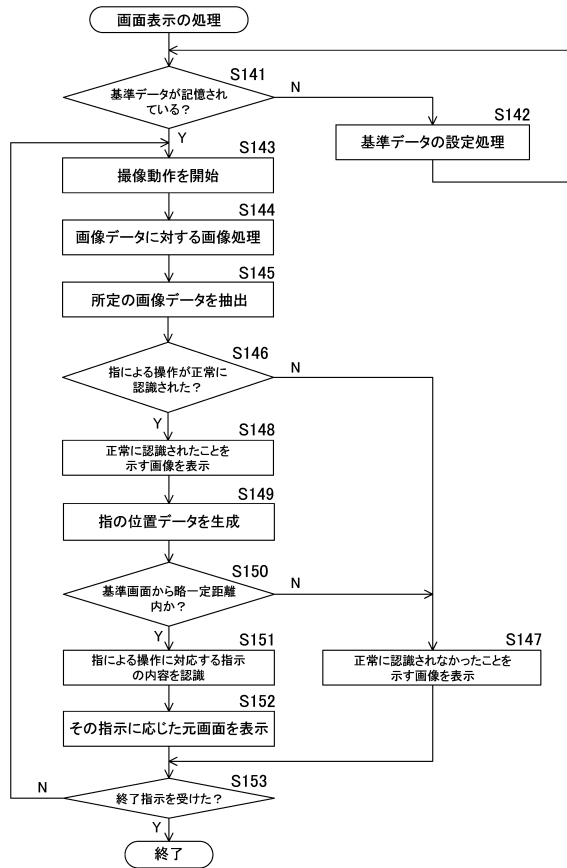 画面表示の処理
S141
基準データが記憶され
ている？
N
Y
S142
基準データの設定処理
S143
撮像動作を開始
S144
画像データに対する画像処理
S145
所定の画像データを抽出
S146
指による操作が正常に
認識された？
N
Y
S148
正常に認識されたことを
示す画像を表示
S149
指の位置データを生成
S150
基準画面から略一定距離
内か？
N
Y
S151
指による操作に対応する指示
の内容を認識
S147
正常に認識されなかったことを
示す画像を表示
S152
その指示に応じた元画面を表示
S153
終了指示を受けた？
N
Y
終了